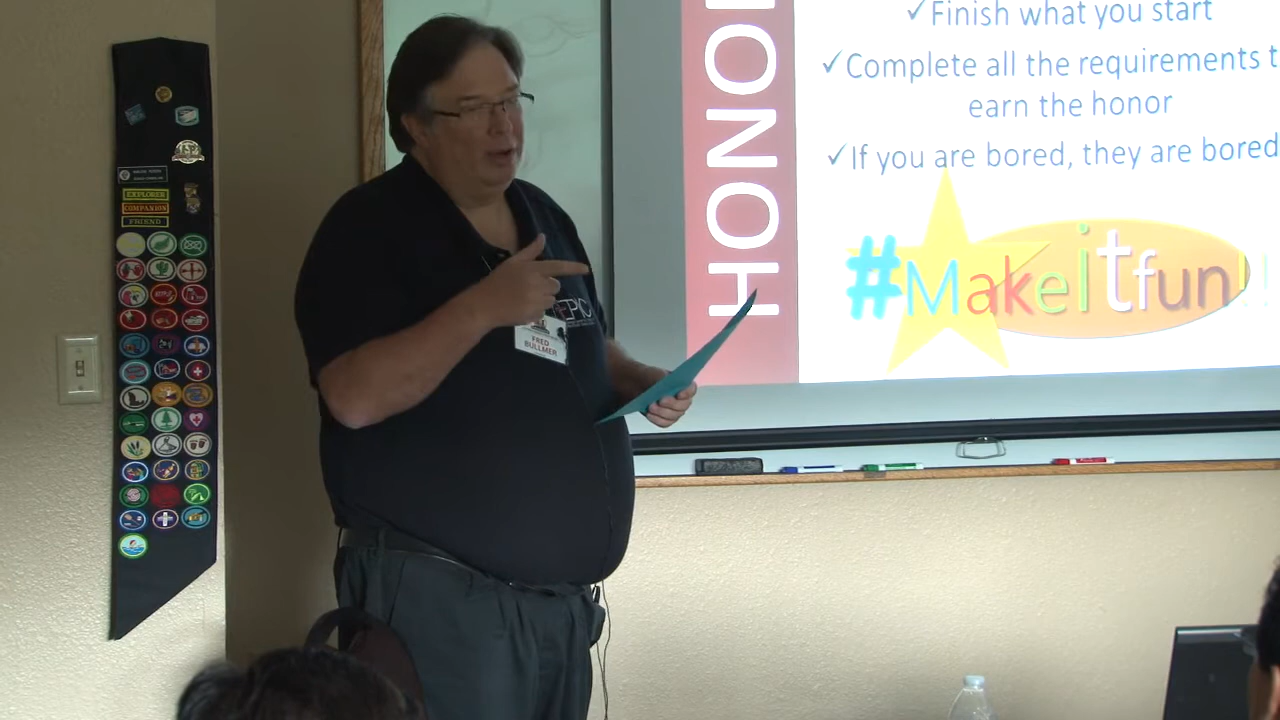 ✓Finish what you start
✓Complete all the requirements t
earn the honor
✓If you are bored, they are bored
#MakeiTfun!!
HONO
EPIC
FRED
BULLMER
EXPLORER
COMPANION
FRIEND